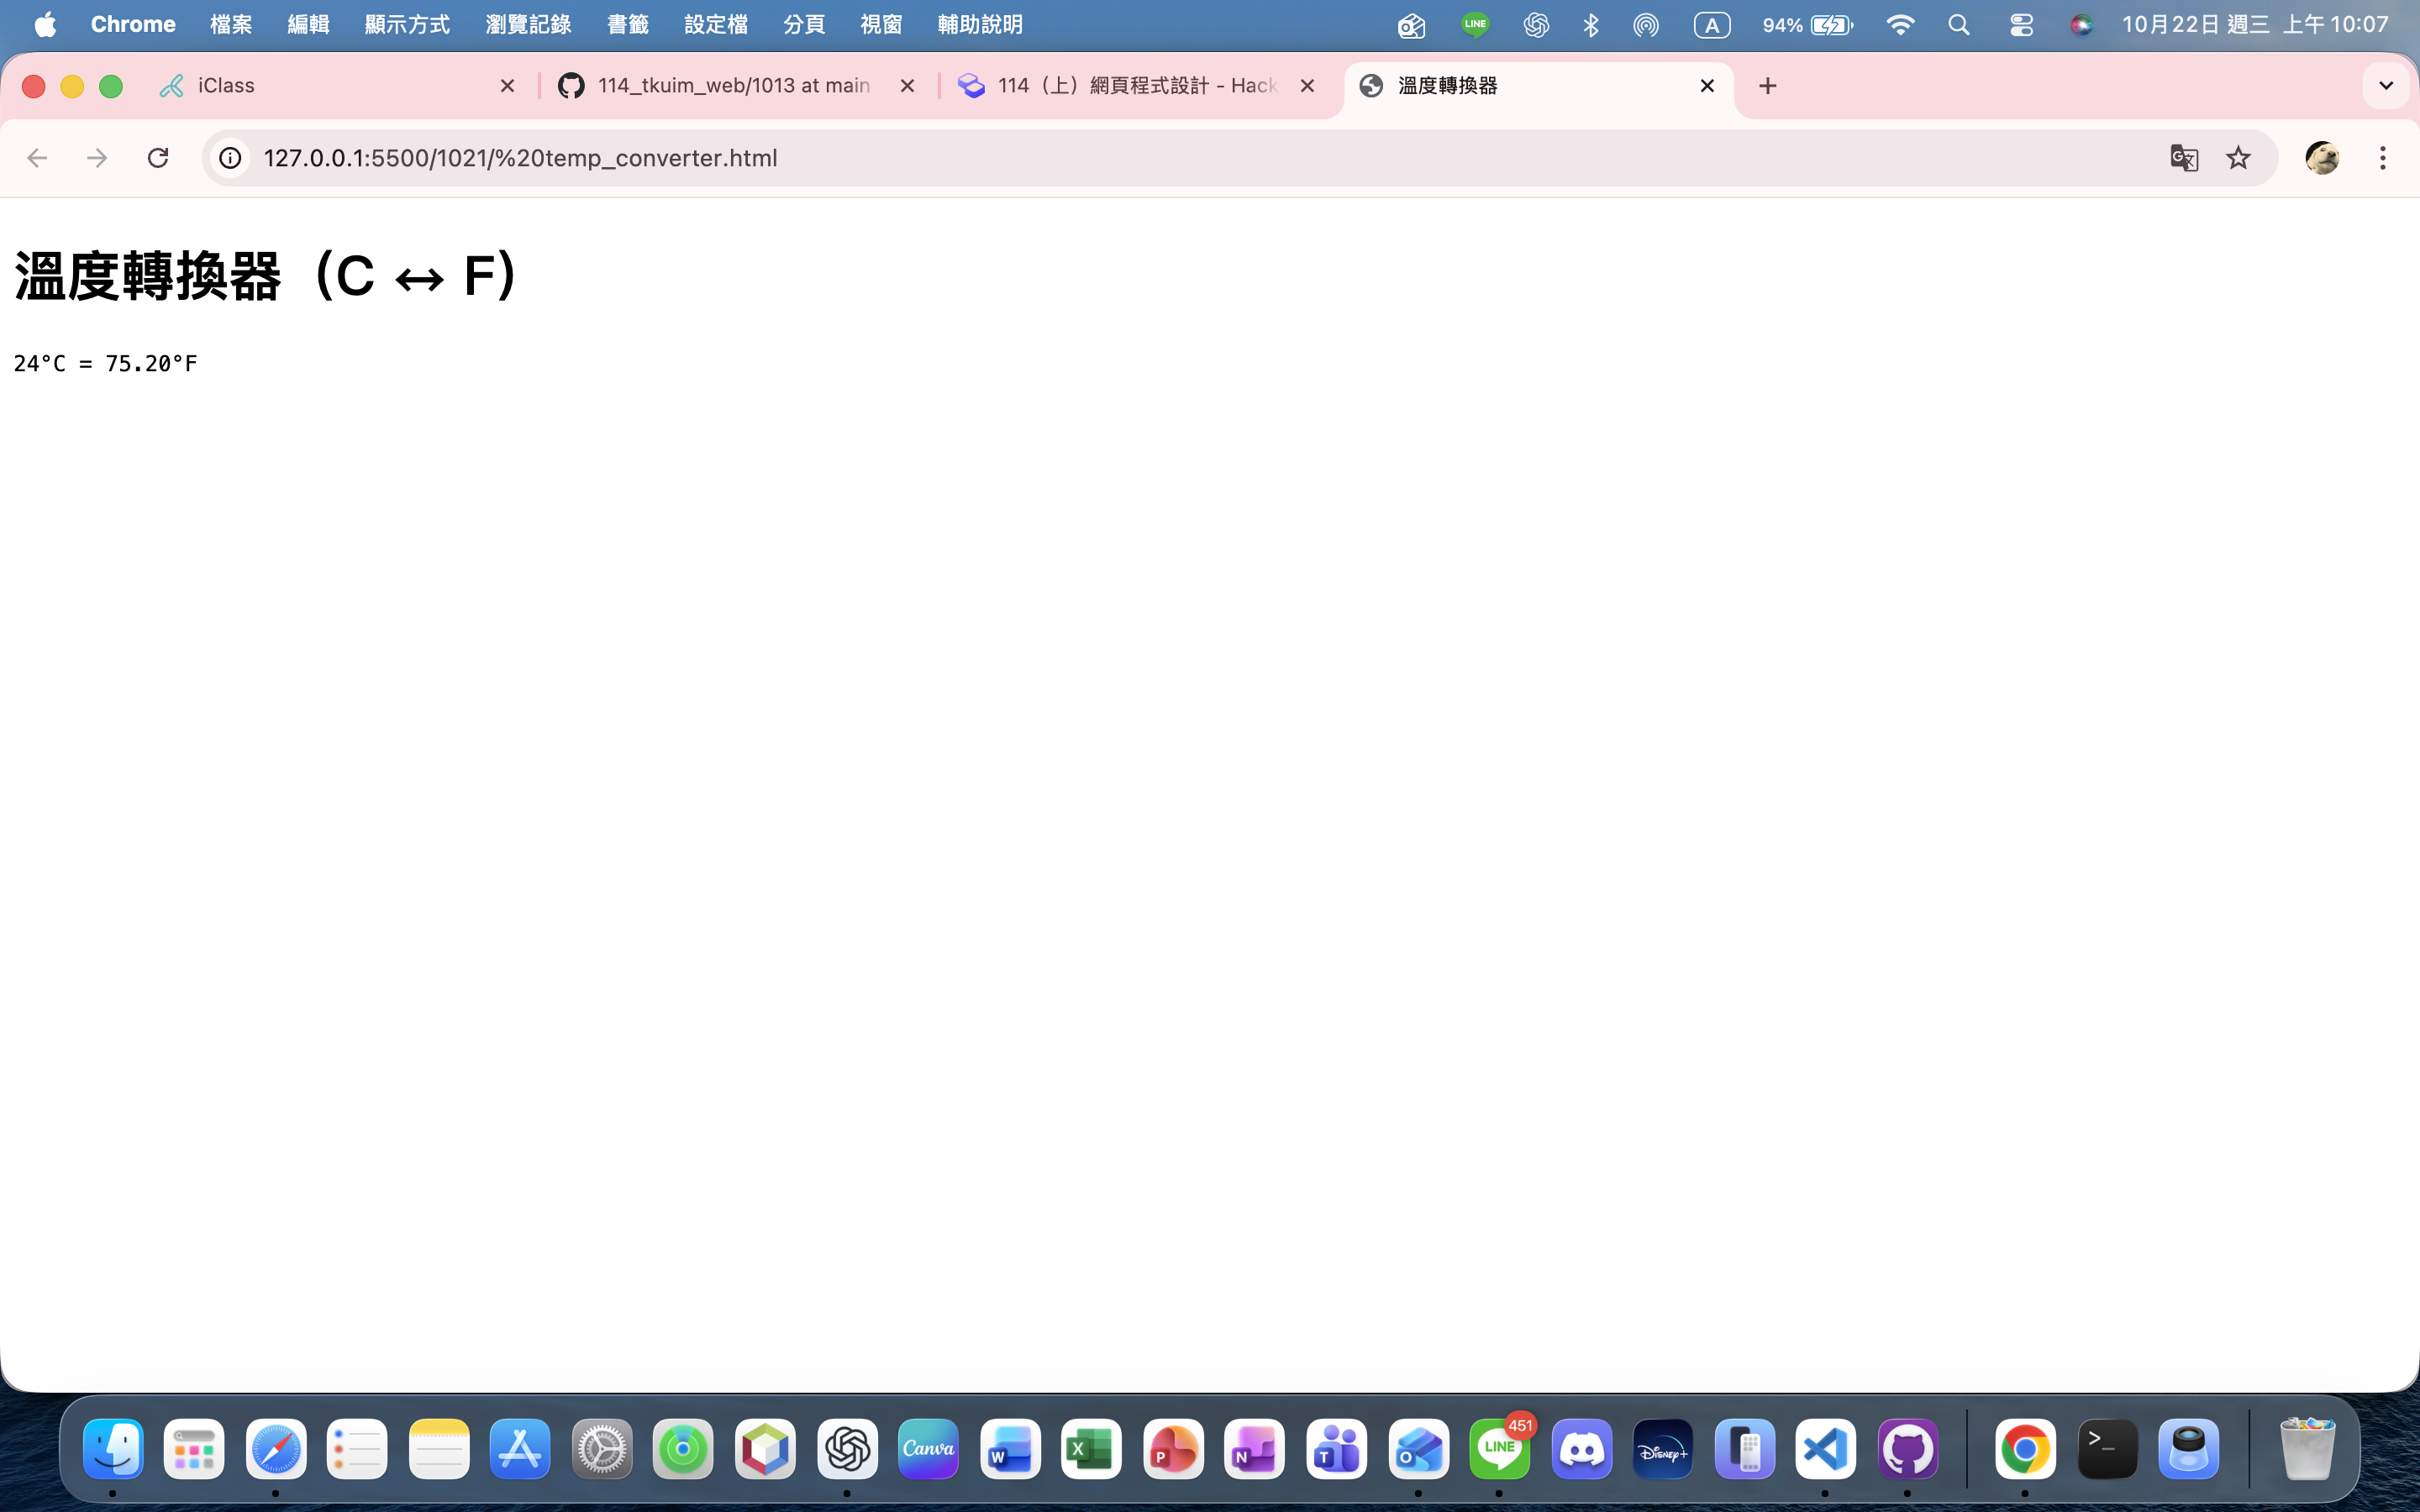 Chrome 檔案 編輯 顯示方式 瀏覽記錄 書籤 設定檔 分頁 視窗 輔助說明 LINE A 94% 10月22日 週三 上午 10:07
iClass 114_tkuim_web/1013 at main 114（上）網頁程式設計 - Hack 溫度轉換器
127.0.0.1:5500/1021/%20temp_converter.html
溫度轉換器（C ↔ F）
24°C = 75.20°F
Canva W X P N T O LINE 451 Disney+ >_